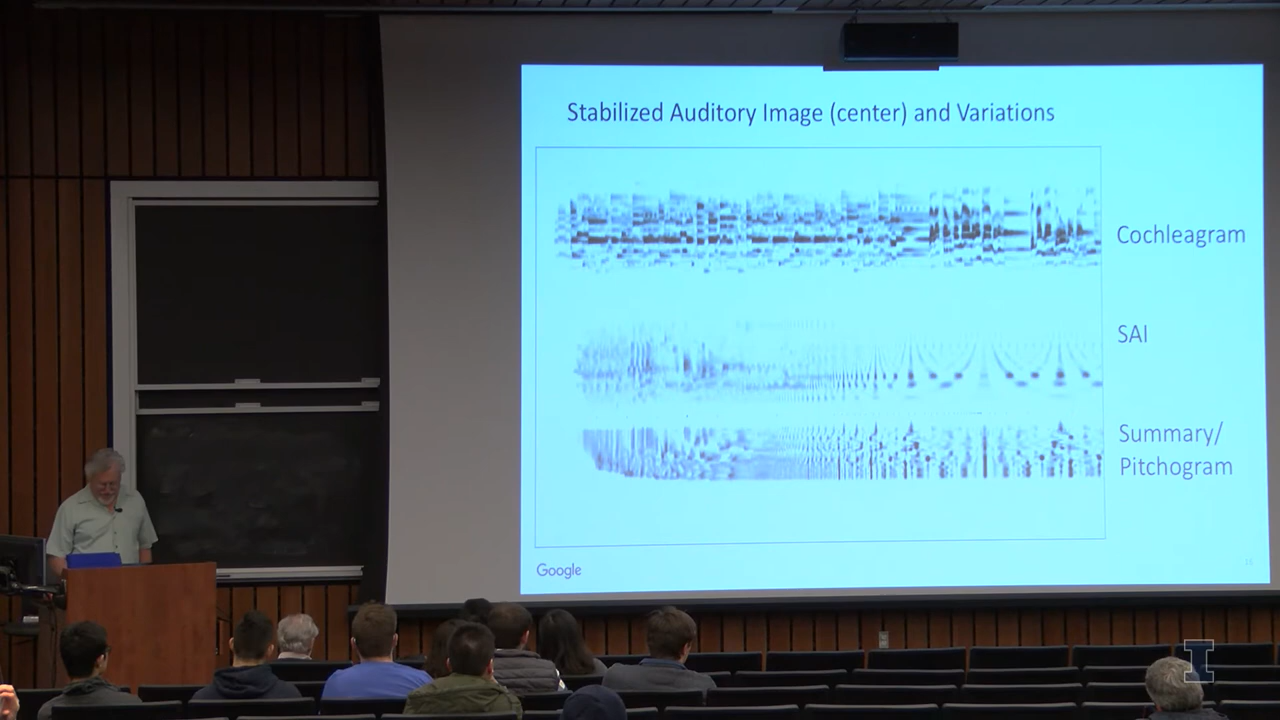 Stabilized Auditory Image (center) and Variations
Cochleagram
SAI
Summary/
Pitchogram
Google
I